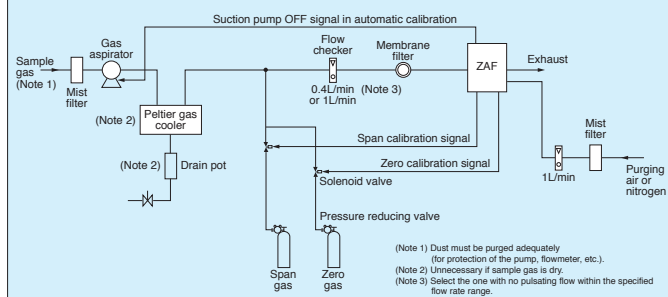 Suction pump OFF signal in automatic calibration
Sample
gas
(Note 1)
Mist
filter
Gas
aspirator
Flow
checker
0.4L/min
or 1L/min
Membrane
filter
(Note 3)
ZAF
Exhaust
(Note 2)
Peltier gas
cooler
(Note 2)
Drain pot
Span calibration signal
Zero calibration signal
Solenoid valve
Mist
filter
1L/min
Purging
air or
nitrogen
Pressure reducing valve
Span
gas
Zero
gas
(Note 1) Dust must be purged adequately
(for protection of the pump, flowmeter, etc.).
(Note 2) Unnecessary if sample gas is dry.
(Note 3) Select the one with no pulsating flow within the specified
flow rate range.